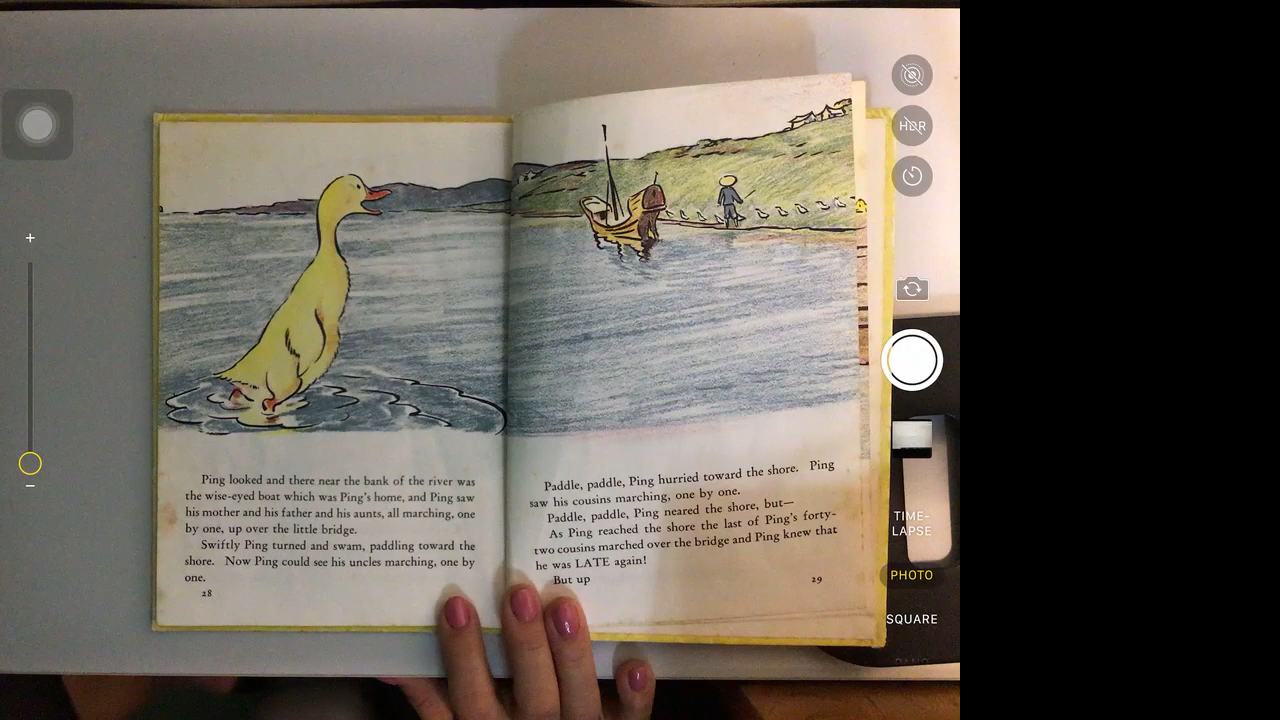 Ping looked and there near the bank of the river was
the wise-eyed boat which was Ping's home, and Ping saw
his mother and his father and his aunts, all marching, one
by one, up over the little bridge.
Swiftly Ping turned and swam, paddling toward the
shore. Now Ping could see his uncles marching, one by
one.
28
Paddle, paddle, Ping hurried toward the shore. Ping
saw his cousins marching, one by one.
Paddle, paddle, Ping neared the shore, but—
As Ping reached the shore the last of Ping's forty-
two cousins marched over the bridge and Ping knew that
he was LATE again!
But up
29
HDR
TIME-
LAPSE
PHOTO
SQUARE